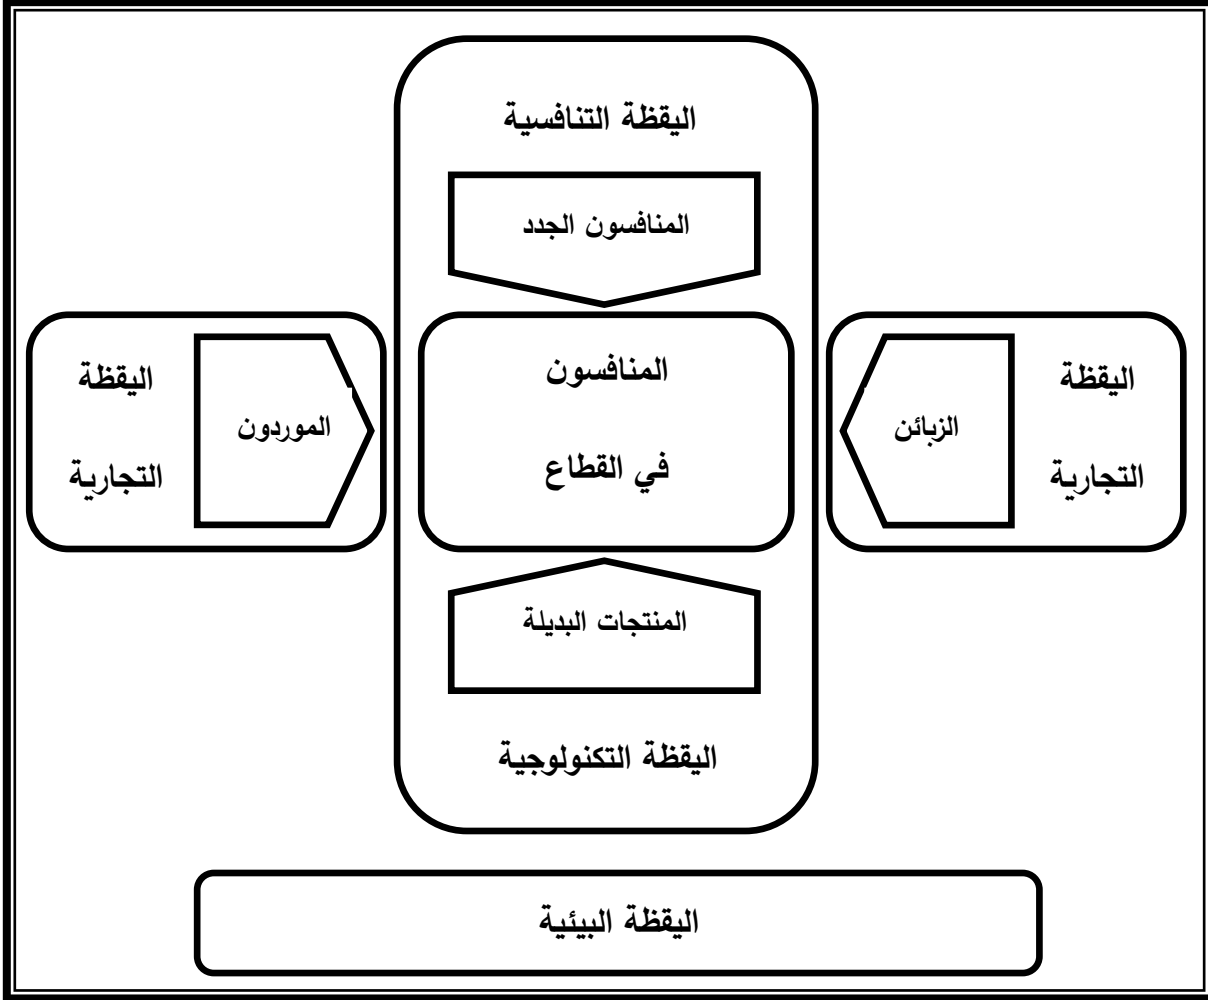 اليقظة التنافسية
المنافسون الجدد
اليقظة
التجارية
الزبائن
المنافسون
في القطاع
الموردون
اليقظة
التجارية
المنتجات البديلة
اليقظة التكنولوجية
اليقظة البيئية